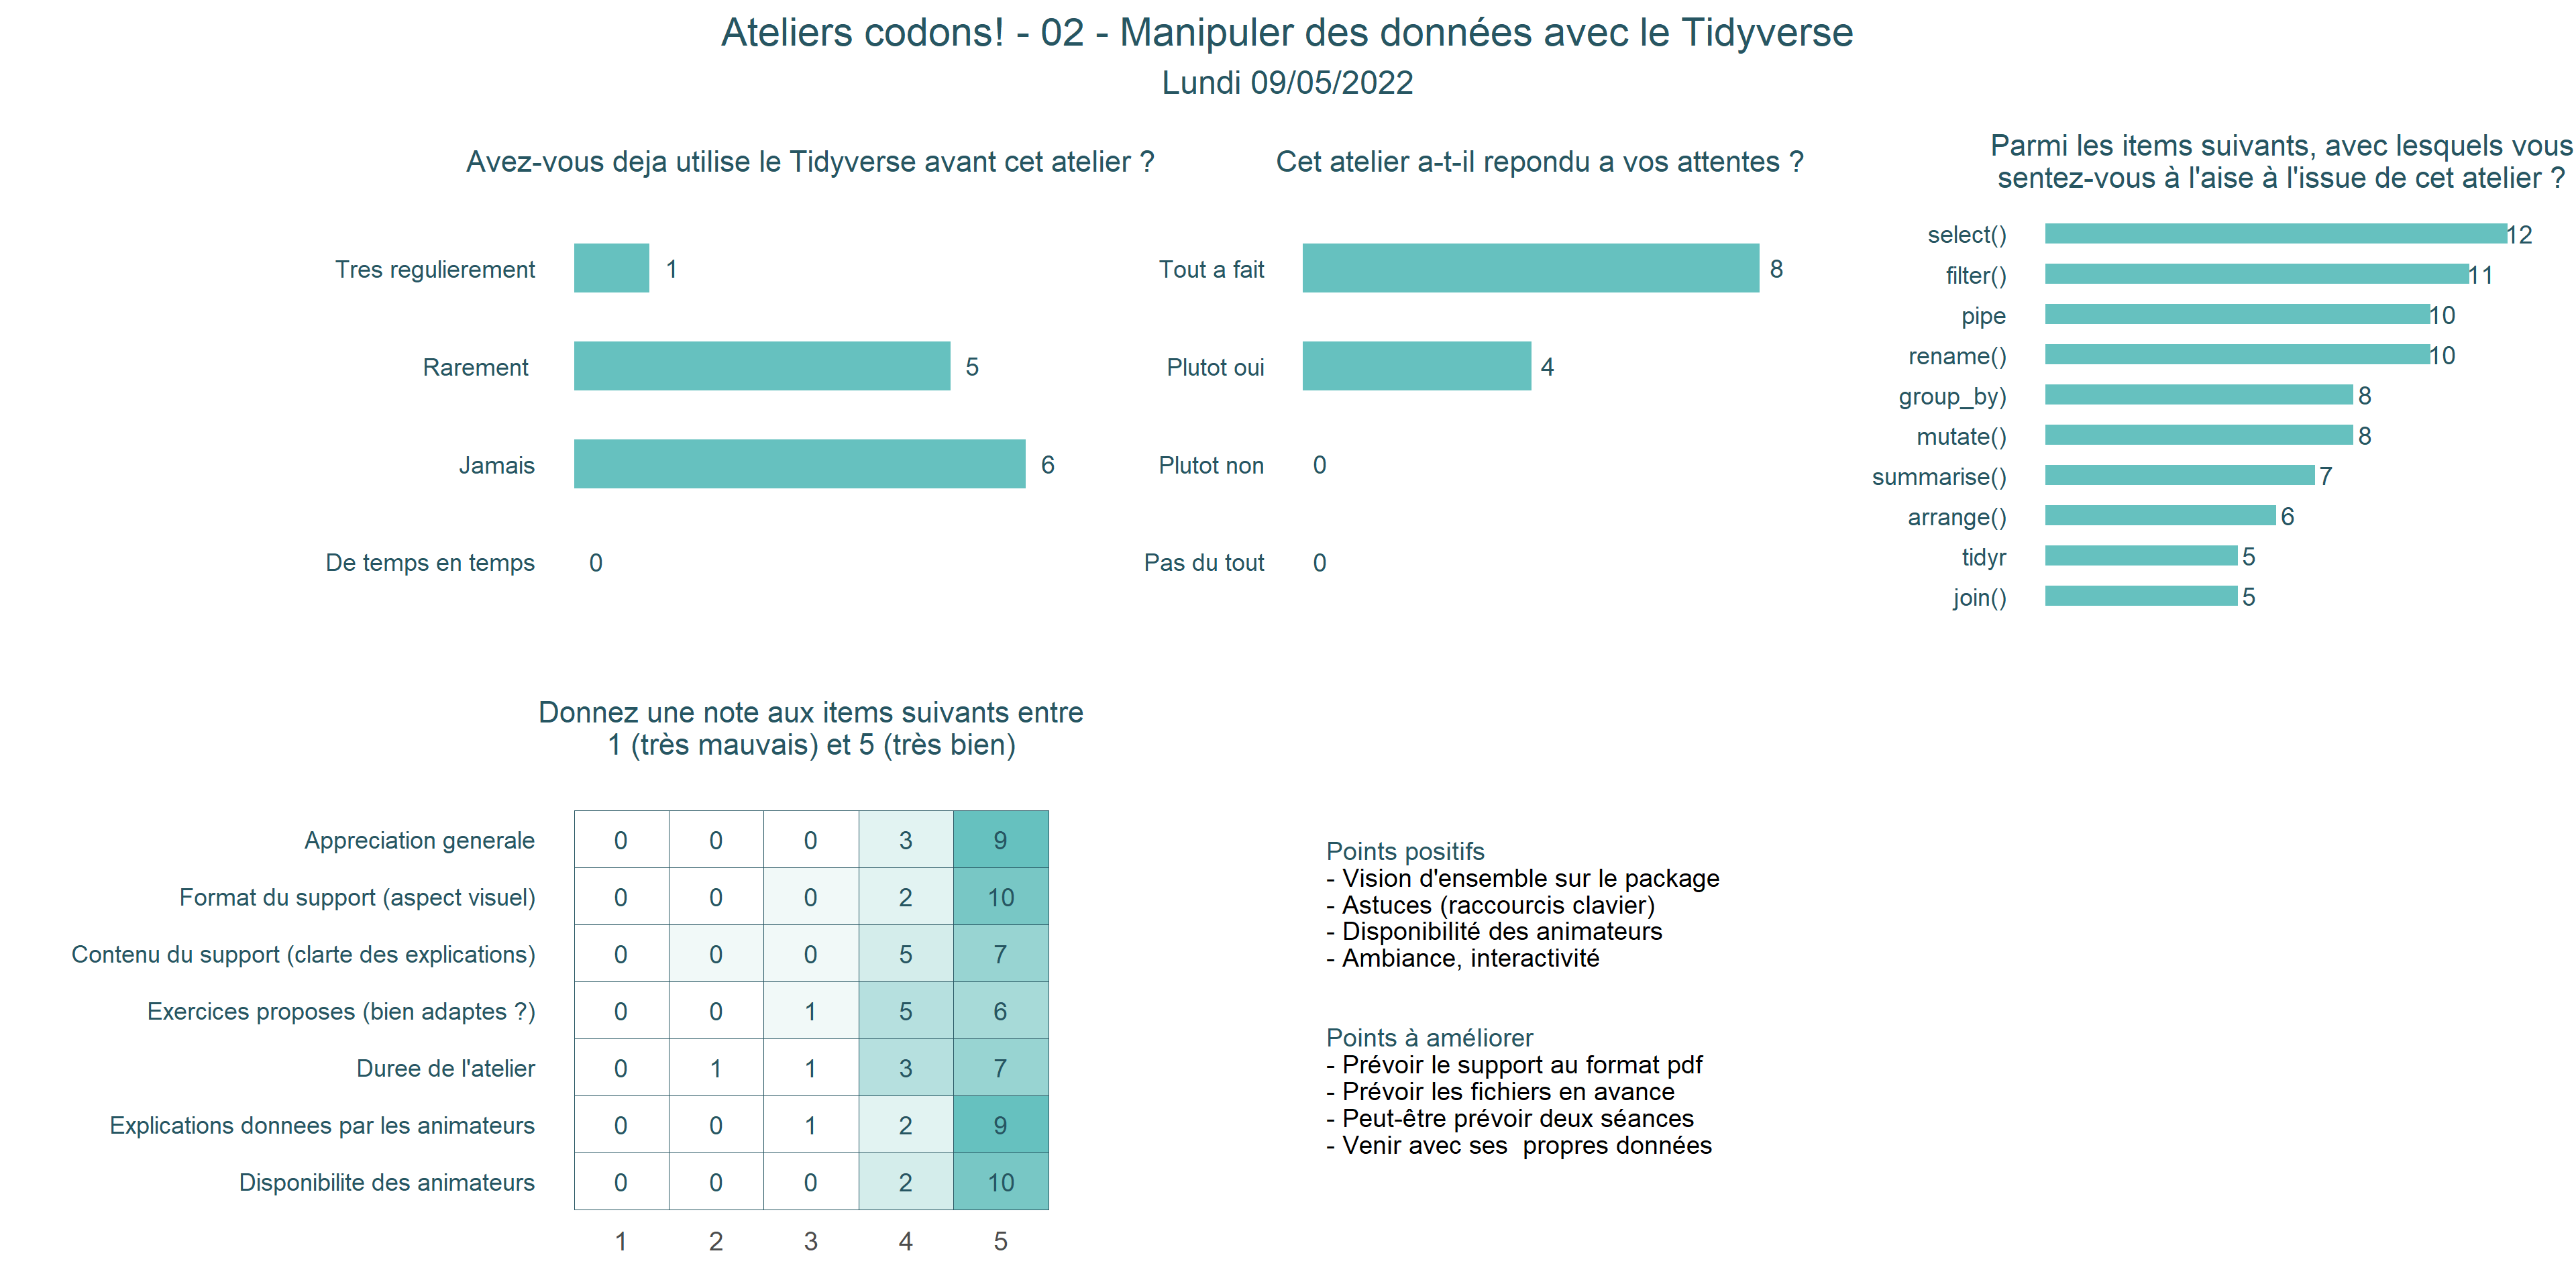 Ateliers codons! - 02 - Manipuler des données avec le Tidyverse
Lundi 09/05/2022
Avez-vous deja utilise le Tidyverse avant cet atelier ?
Tres regulierement 1
Rarement 5
Jamais 6
De temps en temps 0
Cet atelier a-t-il repondu a vos attentes ?
Tout a fait 8
Plutot oui 4
Plutot non 0
Pas du tout 0
Parmi les items suivants, avec lesquels vous
sentez-vous à l'aise à l'issue de cet atelier ?
select() 12
filter() 11
pipe 10
rename() 10
group_by) 8
mutate() 8
summarise() 7
arrange() 6
tidyr 5
join() 5
Donnez une note aux items suivants entre
1 (très mauvais) et 5 (très bien)
Appreciation generale 0 0 0 3 9
Format du support (aspect visuel) 0 0 0 2 10
Contenu du support (clarte des explications) 0 0 0 5 7
Exercices proposes (bien adaptes ?) 0 0 1 5 6
Duree de l'atelier 0 1 1 3 7
Explications donnees par les animateurs 0 0 1 2 9
Disponibilite des animateurs 0 0 0 2 10
1 2 3 4 5
Points positifs
- Vision d'ensemble sur le package
- Astuces (raccourcis clavier)
- Disponibilité des animateurs
- Ambiance, interactivité
Points à améliorer
- Prévoir le support au format pdf
- Prévoir les fichiers en avance
- Peut-être prévoir deux séances
- Venir avec ses  propres données